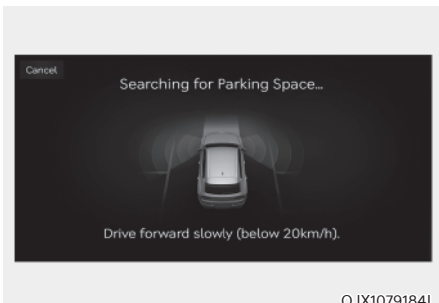 Cancel
Searching for Parking Space...
Drive forward slowly (below 20km/h).
OJX1079184L